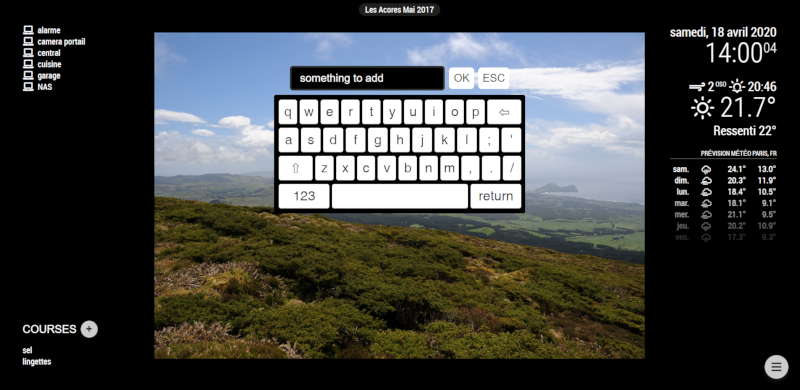 Les Acores Mai 2017
alarme
camera portail
central
cuisine
garage
NAS
something to add
OK
ESC
q w e r t y u i o p ⇦
a s d f g h j k l ; '
⇧ z x c v b n m , . /
123
return
samedi, 18 avril 2020
14:00 04
2 OSO 20:46
21.7°
Ressenti 22°
PRÉVISION MÉTÉO PARIS, FR
sam. 24.1° 13.0°
dim. 20.3° 11.9°
lun. 18.4° 10.5°
mar. 18.1° 9.1°
mer. 21.1° 9.5°
jeu. 20.2° 10.9°
ven. 17.3° 9.3°
COURSES +
sel
lingettes